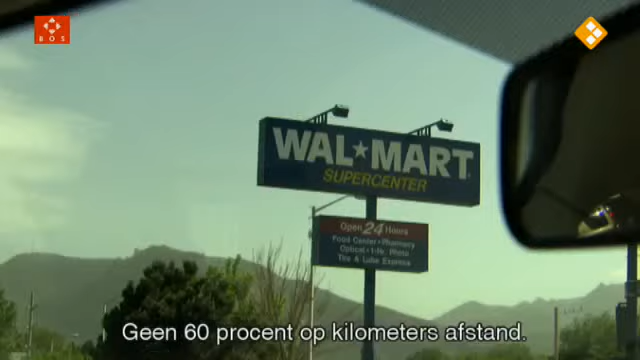 BOS
WAL★MART
SUPERCENTER
Open 24 Hours
Food Center • Pharmacy
Optical • 1-Hr. Photo
Tire & Lube Express
Geen 60 procent op kilometers afstand.